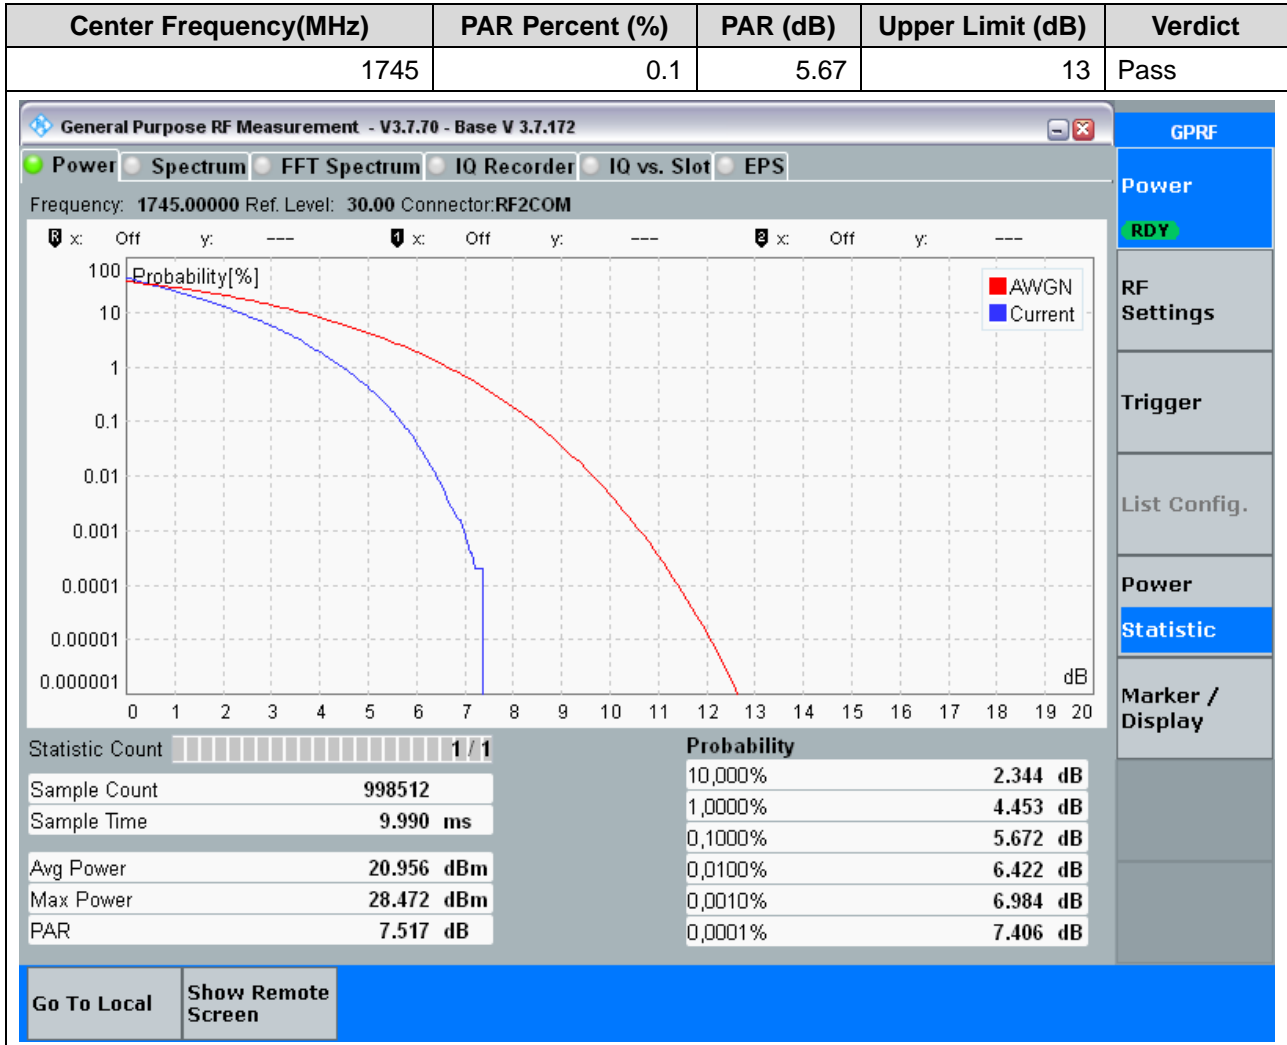 Center Frequency(MHz) PAR Percent (%) PAR (dB) Upper Limit (dB) Verdict
1745 0.1 5.67 13 Pass
General Purpose RF Measurement - V3.7.70 - Base V 3.7.172
GPRF
Power Spectrum FFT Spectrum IQ Recorder IQ vs. Slot EPS
Frequency: 1745.00000 Ref. Level: 30.00 Connector:RF2COM
R x: Off y: --- 1 x: Off y: --- 2 x: Off y: ---
Probability[%]
100
10
1
0.1
0.01
0.001
0.0001
0.00001
0.000001
AWGN
Current
dB
0 1 2 3 4 5 6 7 8 9 10 11 12 13 14 15 16 17 18 19 20
Statistic Count 1 / 1
Sample Count 998512
Sample Time 9.990 ms
Avg Power 20.956 dBm
Max Power 28.472 dBm
PAR 7.517 dB
Probability
10,000% 2.344 dB
1,0000% 4.453 dB
0,1000% 5.672 dB
0,0100% 6.422 dB
0,0010% 6.984 dB
0,0001% 7.406 dB
Power
RDY
RF
Settings
Trigger
List Config.
Power
Statistic
Marker /
Display
Go To Local
Show Remote
Screen